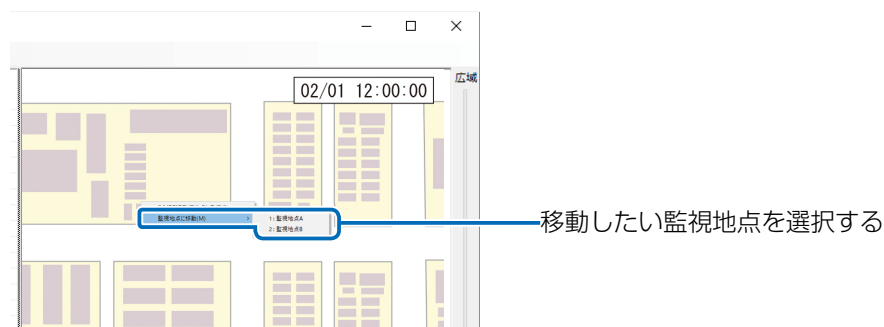 広域
02/01 12:00:00
監視地点に移動(M)
1: 監視地点A
2: 監視地点B
移動したい監視地点を選択する